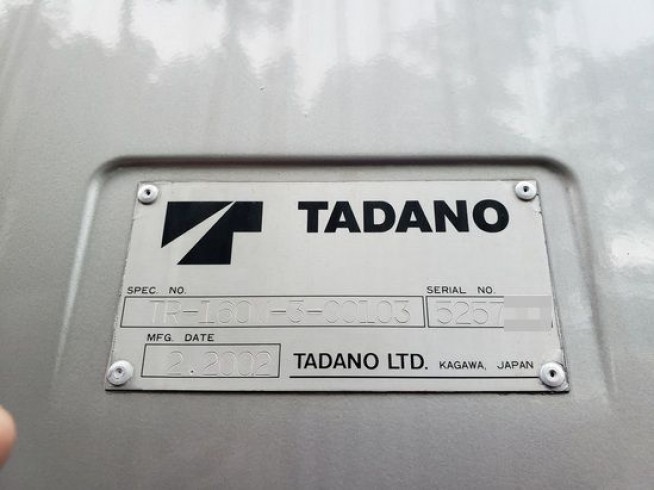 TADANO
SPEC. NO. SERIAL NO.
TR-160M-3-00103 5257
MFG. DATE
2.2002 TADANO LTD. KAGAWA, JAPAN